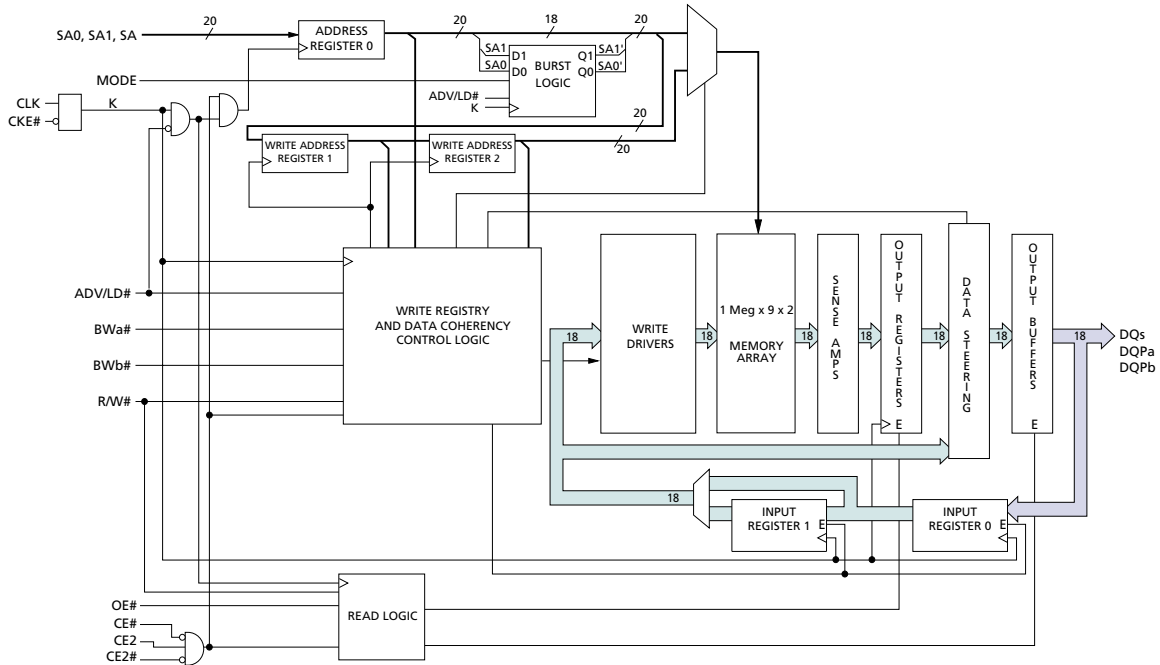 SA0, SA1, SA
20
ADDRESS
REGISTER 0
20
18
20
SA1
SA0
D1
D0
BURST
LOGIC
Q1
Q0
SA1'
SA0'
MODE
ADV/LD#
K
CLK
CKE#
K
20
20
WRITE ADDRESS
REGISTER 1
WRITE ADDRESS
REGISTER 2
ADV/LD#
BWa#
BWb#
R/W#
WRITE REGISTRY
AND DATA COHERENCY
CONTROL LOGIC
18
WRITE
DRIVERS
18
1 Meg x 9 x 2
MEMORY
ARRAY
18
SENSE AMPS
18
OUTPUT REGISTERS
E
18
DATA STEERING
18
OUTPUT BUFFERS
E
18
DQs
DQPa
DQPb
18
INPUT
REGISTER 1
E
INPUT
REGISTER 0
E
OE#
CE#
CE2
CE2#
READ LOGIC